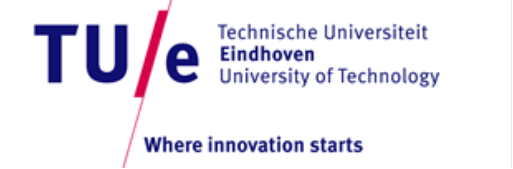 TU/e
Technische Universiteit
Eindhoven
University of Technology
Where innovation starts